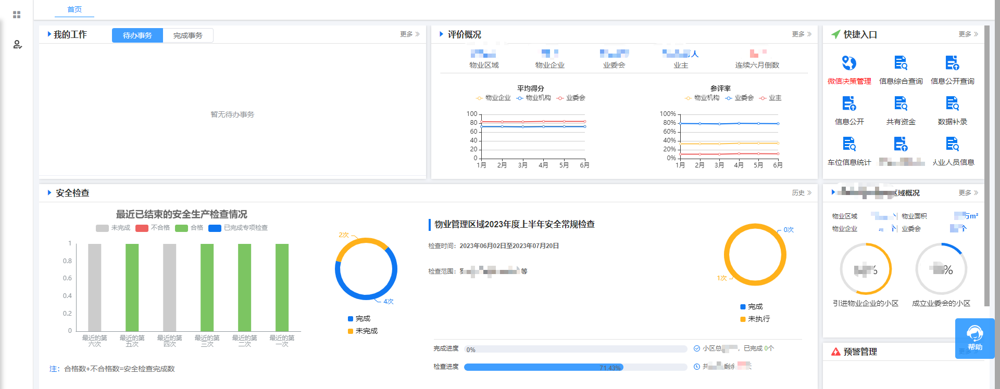 首页
我的工作
待办事务
完成事务
更多
暂无待办事务
评价概况
更多
人
物业区域
物业企业
业委会
业主
连续六月倒数
平均得分
物业企业
物业机构
业委会
100
80
60
40
20
0
1月
2月
3月
4月
5月
6月
参评率
物业机构
业委会
业主
100%
80%
60%
40%
20%
0%
1月
2月
3月
4月
5月
6月
快捷入口
更多
微信决策管理
信息综合查询
信息公开查询
信息公开
共有资金
数据补录
车位信息统计
从业人员信息
安全检查
历史
最近已结束的安全生产检查情况
未完成
不合格
合格
已完成专项检查
1
0.8
0.6
0.4
0.2
0
最近的第六次
最近的第五次
最近的第四次
最近的第三次
最近的第二次
最近的第一次
注：合格数+不合格数=安全检查完成数
2次
4次
完成
未完成
物业管理区域2023年度上半年安全常规检查
检查时间：2023年06月02日至2023年07月20日
检查范围：
等
0次
1次
完成
未执行
完成进度
0%
小区总
，已完成 0个
检查进度
71.43%
共
剩余
天
区域概况
更多
物业区域
个
物业面积
万m²
物业企业
个
业委会
个
%
%
引进物业企业的小区
成立业委会的小区
帮助
预警管理
更多